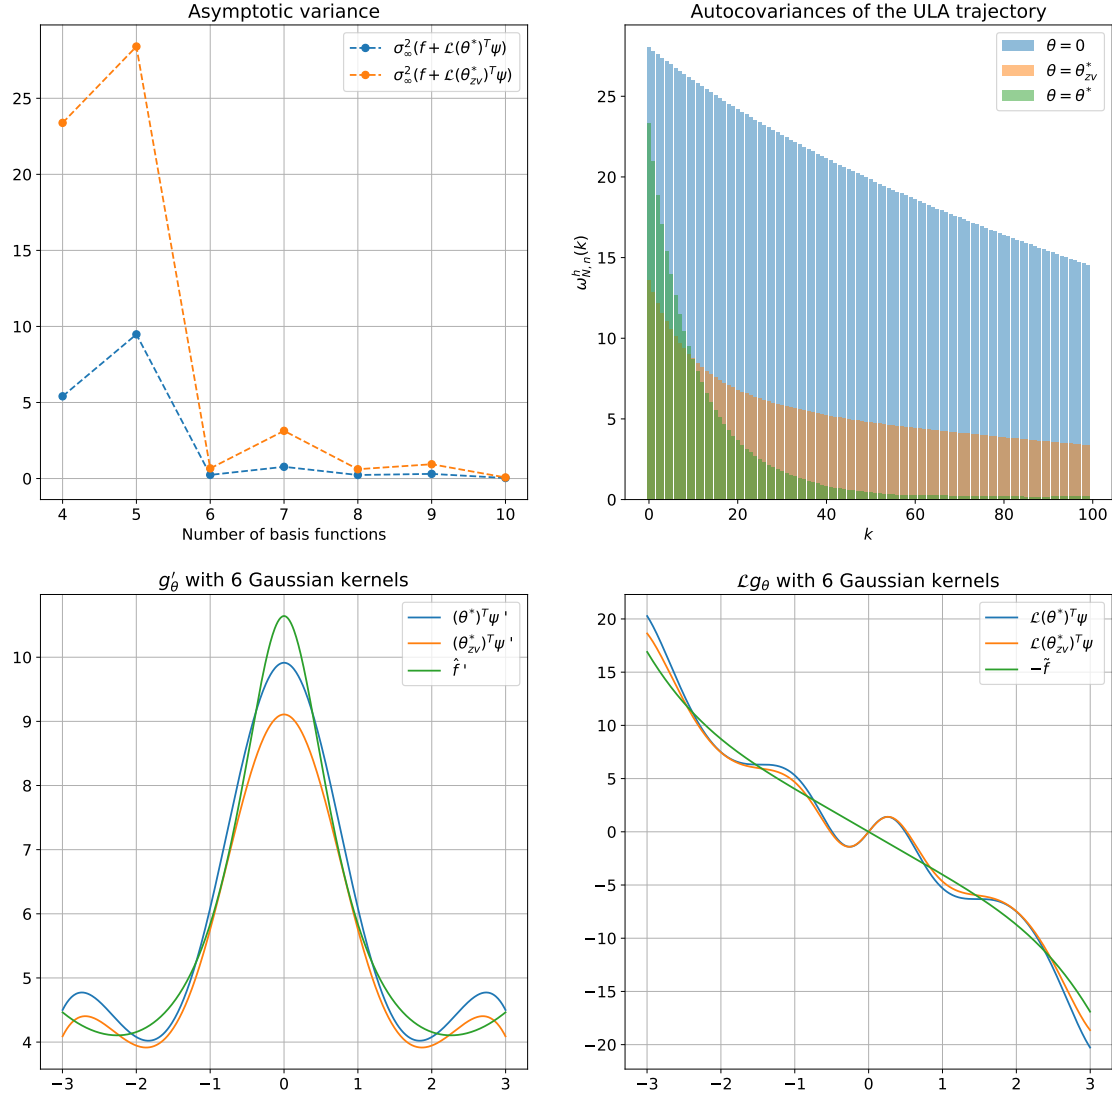 Asymptotic variance
σ²∞(f + ℒ(θ*)ᵀψ)
σ²∞(f + ℒ(θ*zv)ᵀψ)
25
20
15
10
5
0
4 5 6 7 8 9 10
Number of basis functions
Autocovariances of the ULA trajectory
θ = 0
θ = θ*zv
θ = θ*
ωʰN,n(k)
25
20
15
10
5
0
0 20 40 60 80 100
k
g′θ with 6 Gaussian kernels
(θ*)ᵀψ '
(θ*zv)ᵀψ '
f̂ '
10
9
8
7
6
5
4
−3 −2 −1 0 1 2 3
ℒgθ with 6 Gaussian kernels
ℒ(θ*)ᵀψ
ℒ(θ*zv)ᵀψ
−f̃
20
15
10
5
0
−5
−10
−15
−20
−3 −2 −1 0 1 2 3